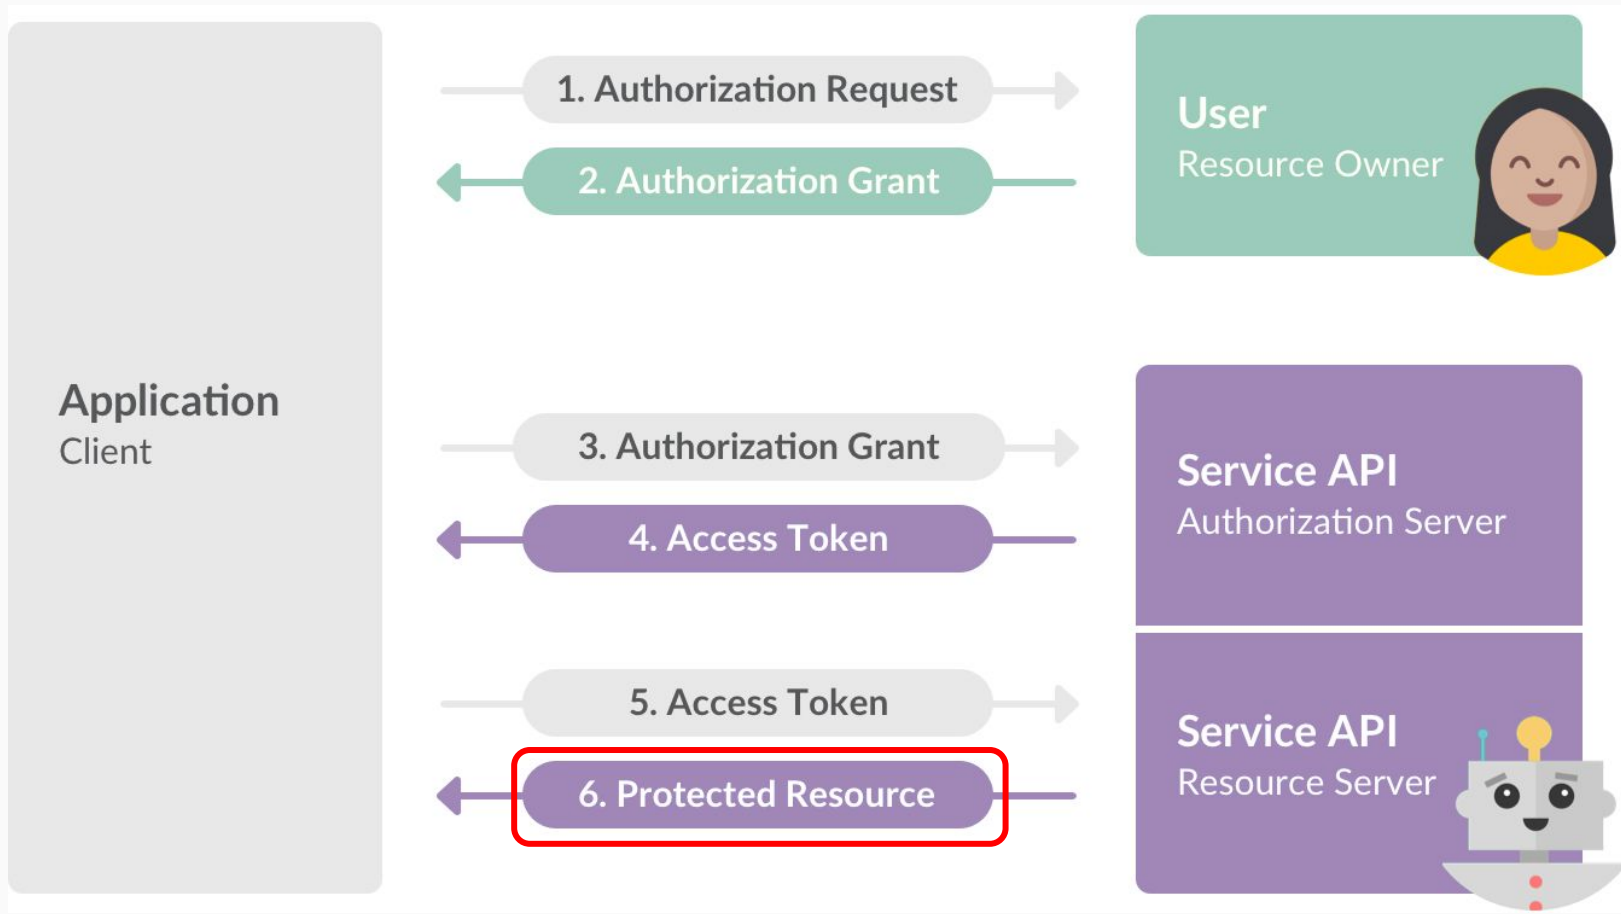 1. Authorization Request
2. Authorization Grant
User
Resource Owner
Application
Client
3. Authorization Grant
4. Access Token
Service API
Authorization Server
5. Access Token
6. Protected Resource
Service API
Resource Server